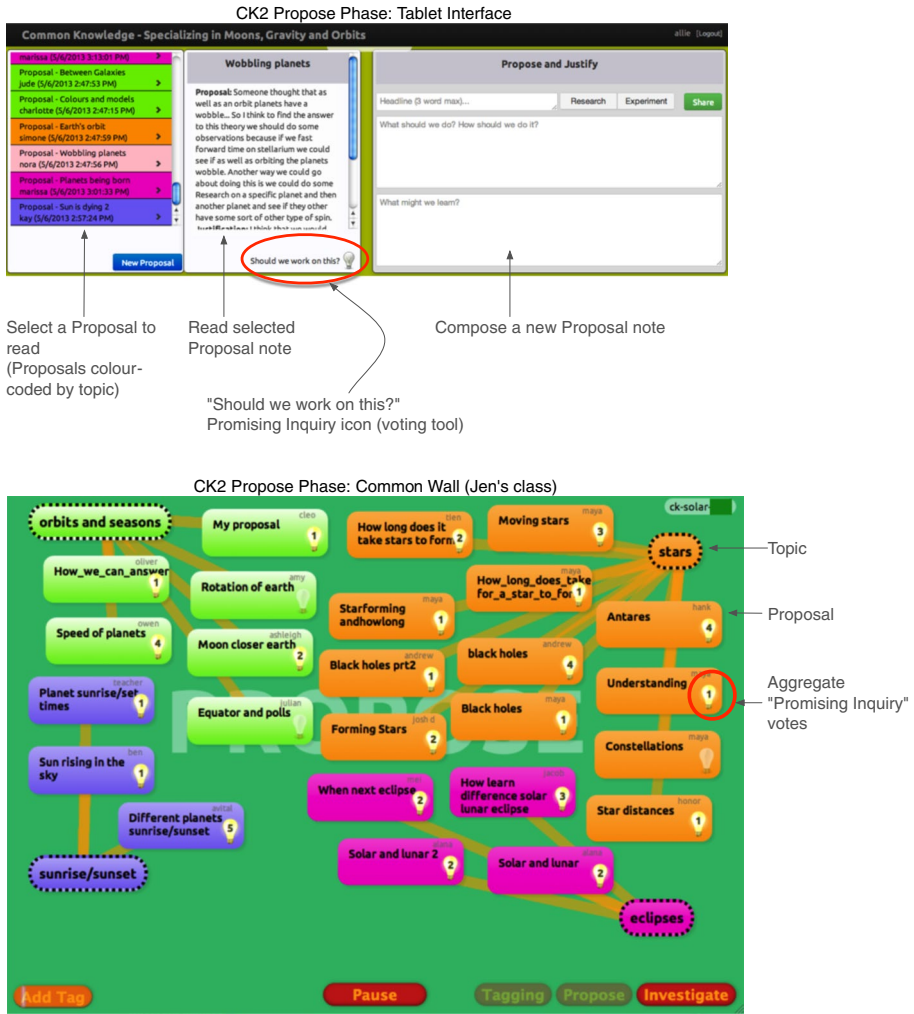 CK2 Propose Phase: Tablet Interface
Common Knowledge - Specializing in Moons, Gravity and Orbits
allie [Logout]
marissa (5/6/2013 3:13:01 PM)
Proposal - Between Galaxies
jude (5/6/2013 2:47:53 PM)
Proposal - Colours and models
charlotte (5/6/2013 2:47:15 PM)
Proposal - Earth's orbit
simone (5/6/2013 2:47:59 PM)
Proposal - Wobbling planets
nora (5/6/2013 2:47:56 PM)
Proposal - Planets being born
marissa (5/6/2013 3:01:33 PM)
Proposal - Sun is dying 2
kay (5/6/2013 2:57:24 PM)
New Proposal
Wobbling planets
Proposal: Someone thought that as
well as an orbit planets have a
wobble... So I think to find the answer
to this theory we should do some
observations because if we fast
forward time on stellarium we could
see if as well as orbiting the planets
wobble. Another way we could go
about doing this is we could do some
Research on a specific planet and then
another planet and see if they other
have some sort of other type of spin.
Justification: I think that we would
Should we work on this?
Propose and Justify
Headline (3 word max)...
Research
Experiment
Share
What should we do? How should we do it?
What might we learn?
Select a Proposal to
read
(Proposals colour-
coded by topic)
Read selected
Proposal note
Compose a new Proposal note
"Should we work on this?"
Promising Inquiry icon (voting tool)
CK2 Propose Phase: Common Wall (Jen's class)
ck-solar-
PROPOSE
orbits and seasons
cleo
My proposal
1
tien
How long does it
take stars to form
2
maya
Moving stars
3
stars
oliver
How_we_can_answer
1
amy
Rotation of earth
maya
How_long_does_take
for_a_star_to_for
1
maya
Starforming
andhowlong
1
hank
Antares
4
owen
Speed of planets
4
ashleigh
Moon closer earth
2
andrew
Black holes prt2
1
andrew
black holes
4
maya
Understanding
1
teacher
Planet sunrise/set
times
1
julian
Equator and polls
josh d
Forming Stars
2
maya
Black holes
1
maya
Constellations
ben
Sun rising in the
sky
1
When next eclipse
2
jacob
How learn
difference solar
lunar eclipse
3
honor
Star distances
1
avital
Different planets
sunrise/sunset
5
alana
Solar and lunar 2
2
alana
Solar and lunar
2
sunrise/sunset
eclipses
Add Tag
Pause
Tagging
Propose
Investigate
Topic
Proposal
Aggregate
"Promising Inquiry"
votes